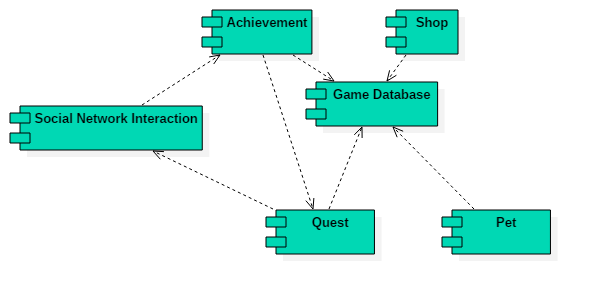 Achievement
Shop
Game Database
Social Network Interaction
Quest
Pet